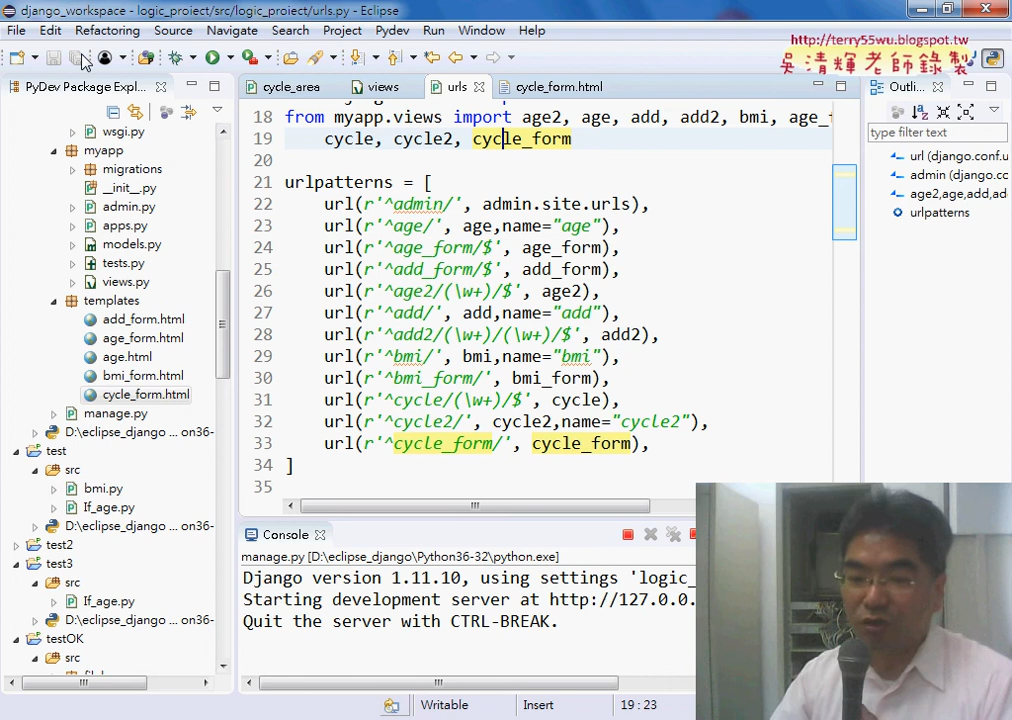 django_workspace - logic_project/src/logic_project/urls.py - Eclipse
File Edit Refactoring Source Navigate Search Project Pydev Run Window Help
http://terry55wu.blogspot.tw
吳清輝老師錄製
PyDev Package Expl...
cycle_area
views
urls
cycle_form.html
Outli...
type filter text
url (django.conf.u
admin (django.cc
age2,age,add,add
urlpatterns
wsgi.py
myapp
migrations
__init__.py
admin.py
apps.py
models.py
tests.py
views.py
templates
add_form.html
age_form.html
age.html
bmi_form.html
cycle_form.html
manage.py
D:\eclipse_django ... on36-
test
src
bmi.py
If_age.py
D:\eclipse_django ... on36-
test2
test3
src
If_age.py
D:\eclipse_django ... on36-
testOK
src
18 from myapp.views import age2, age, add, add2, bmi, age_f
19 cycle, cycle2, cycle_form
20
21 urlpatterns = [
22 url(r'^admin/', admin.site.urls),
23 url(r'^age/', age,name="age"),
24 url(r'^age_form/$', age_form),
25 url(r'^add_form/$', add_form),
26 url(r'^age2/(\w+)/$', age2),
27 url(r'^add/', add,name="add"),
28 url(r'^add2/(\w+)/(\w+)/$', add2),
29 url(r'^bmi/', bmi,name="bmi"),
30 url(r'^bmi_form/', bmi_form),
31 url(r'^cycle/(\w+)/$', cycle),
32 url(r'^cycle2/', cycle2,name="cycle2"),
33 url(r'^cycle_form/', cycle_form),
34 ]
35
Console
manage.py [D:\eclipse_django\Python36-32\python.exe]
Django version 1.11.10, using settings 'logic_
Starting development server at http://127.0.0.
Quit the server with CTRL-BREAK.
Writable
Insert
19 : 23